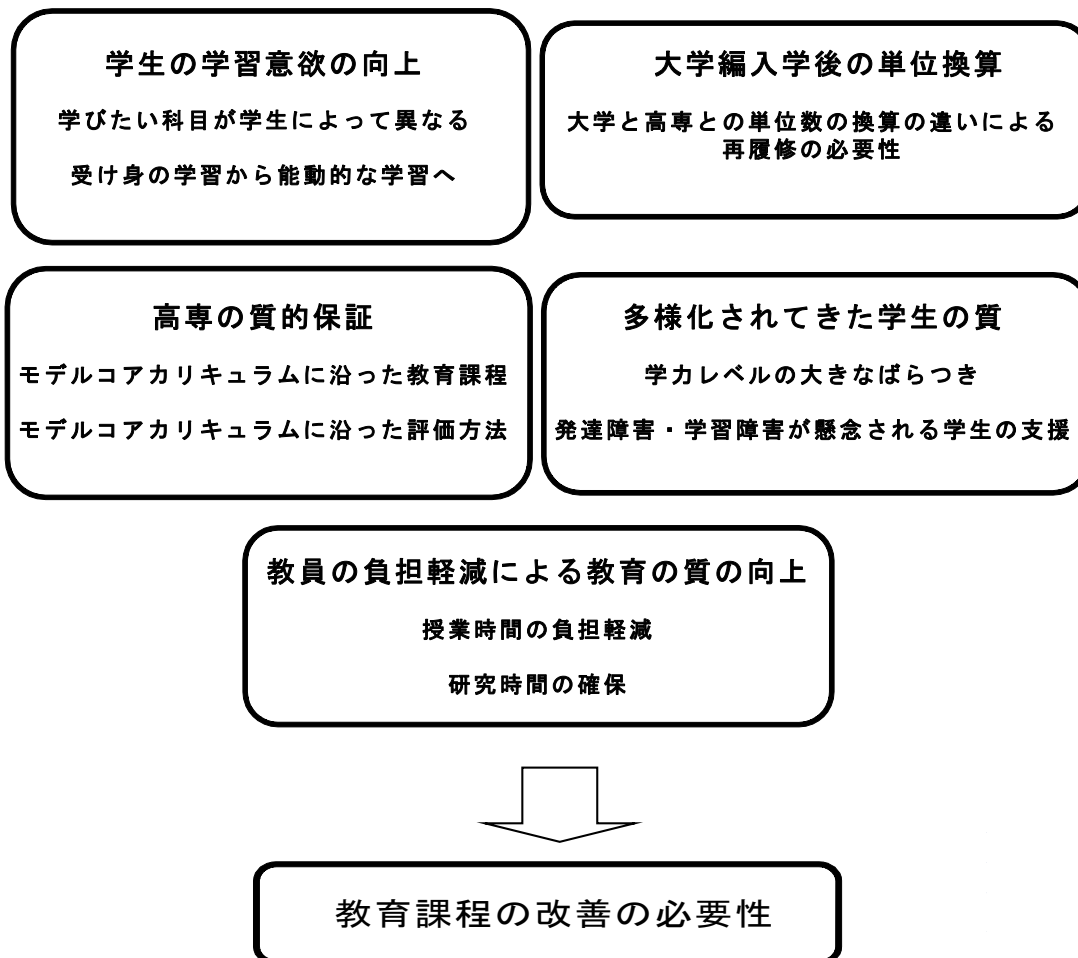 学生の学習意欲の向上
学びたい科目が学生によって異なる
受け身の学習から能動的な学習へ
大学編入学後の単位換算
大学と高専との単位数の換算の違いによる
再履修の必要性
高専の質的保証
モデルコアカリキュラムに沿った教育課程
モデルコアカリキュラムに沿った評価方法
多様化されてきた学生の質
学力レベルの大きなばらつき
発達障害・学習障害が懸念される学生の支援
教員の負担軽減による教育の質の向上
授業時間の負担軽減
研究時間の確保
教育課程の改善の必要性